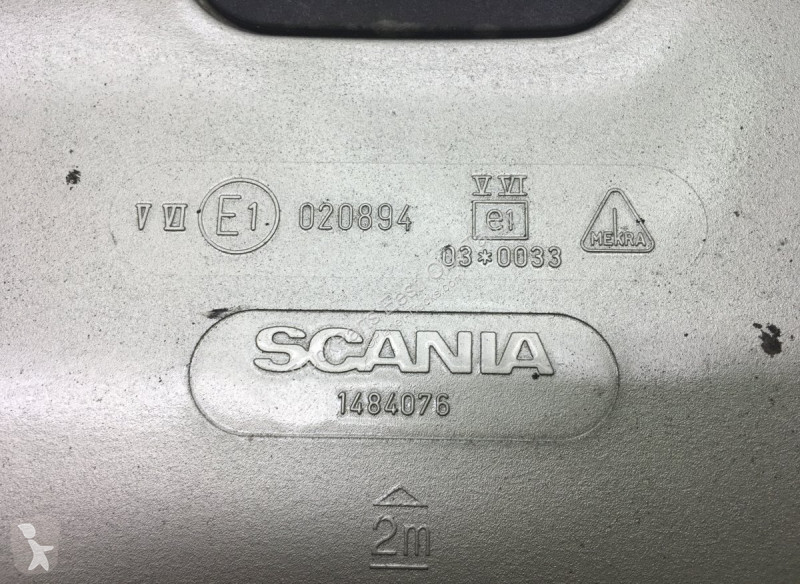 V VI E1 020894
V VI
e1
03*0033
MEKRA
SCANIA
1484076
2m